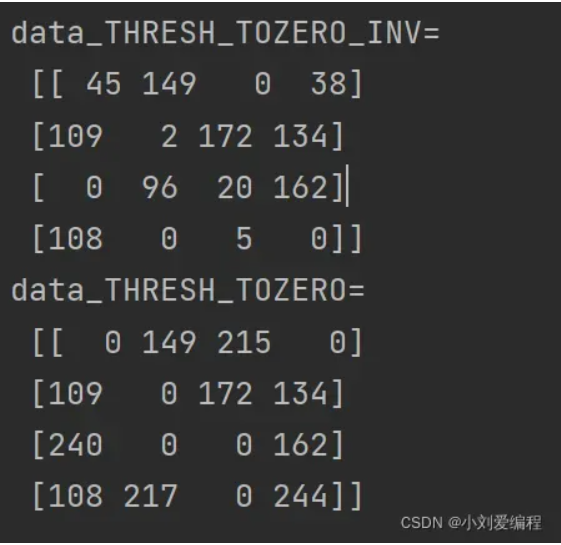 data_THRESH_TOZERO_INV=
[[ 45 149   0  38]
[109   2 172 134]
[  0  96  20 162]
[108   0   5   0]]
data_THRESH_TOZERO=
[[  0 149 215   0]
[109   0 172 134]
[240   0   0 162]
[108 217   0 244]]
CSDN @小刘爱编程